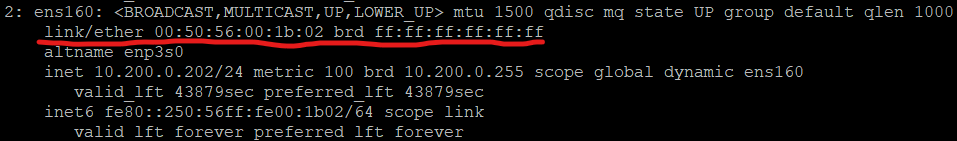 2: ens160: <BROADCAST,MULTICAST,UP,LOWER_UP> mtu 1500 qdisc mq state UP group default qlen 1000
link/ether 00:50:56:00:1b:02 brd ff:ff:ff:ff:ff:ff
altname enp3s0
inet 10.200.0.202/24 metric 100 brd 10.200.0.255 scope global dynamic ens160
valid_lft 43879sec preferred_lft 43879sec
inet6 fe80::250:56ff:fe00:1b02/64 scope link
valid_lft forever preferred_lft forever